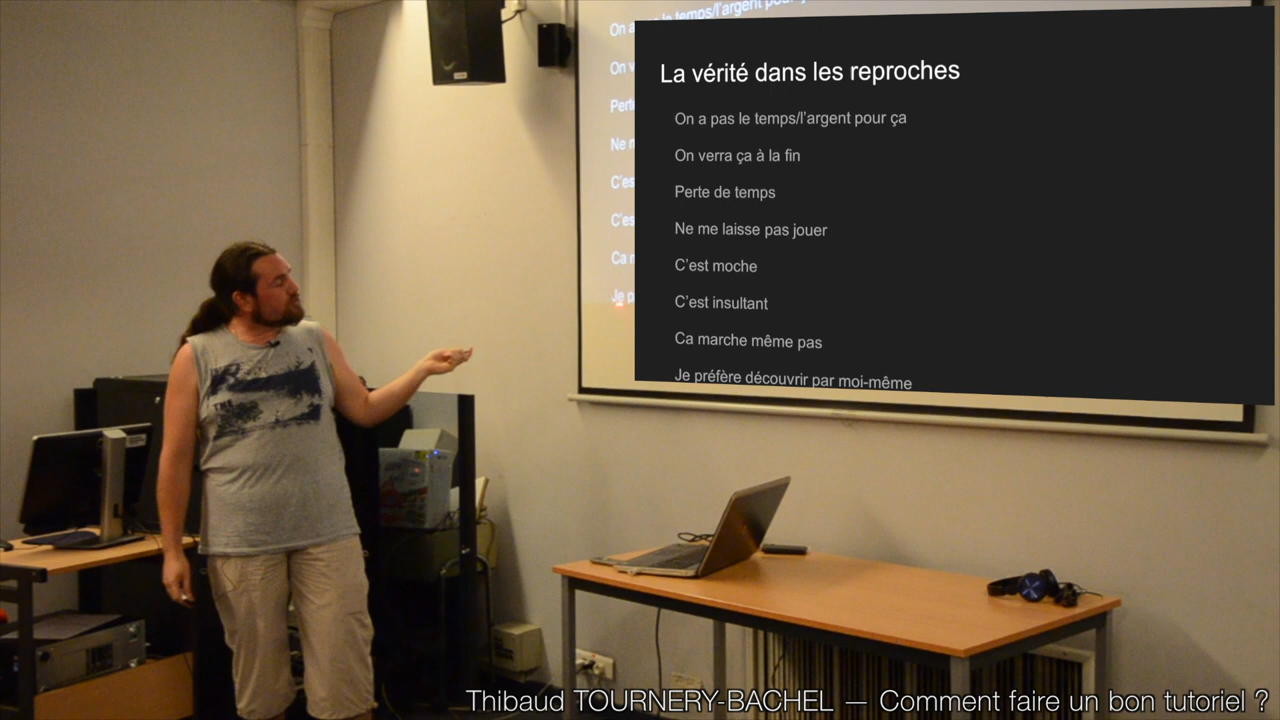 La vérité dans les reproches
On a pas le temps/l'argent pour ça
On verra ça à la fin
Perte de temps
Ne me laisse pas jouer
C'est moche
C'est insultant
Ca marche même pas
Je préfère découvrir par moi-même
Thibaud TOURNERY-BACHEL — Comment faire un bon tutoriel ?